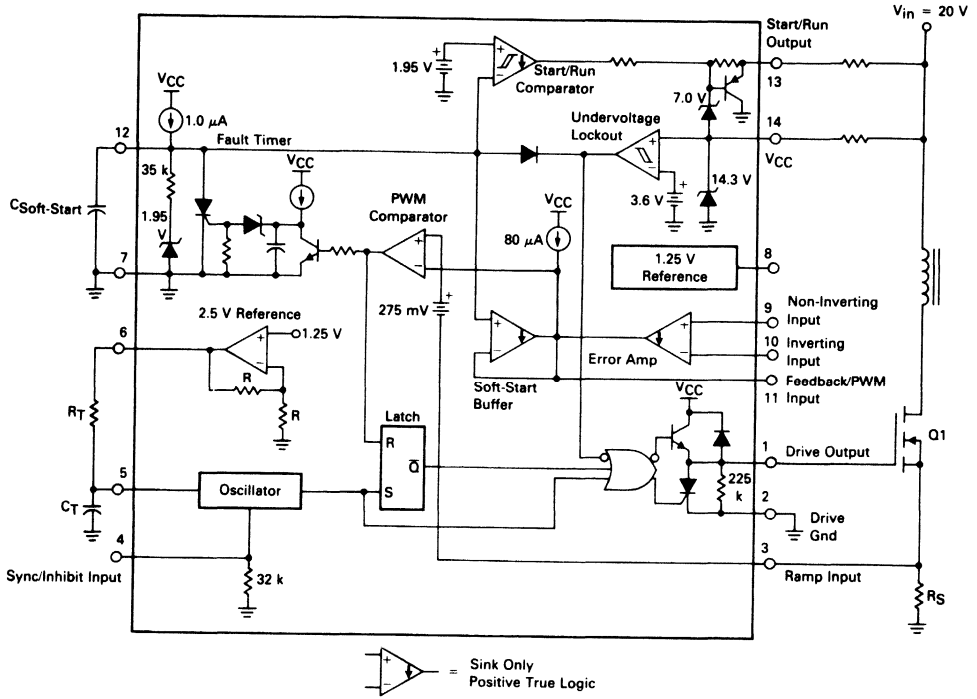 Vin = 20 V
Start/Run
Output
13
1.95 V
Start/Run
Comparator
7.0 V
Undervoltage
Lockout
14
VCC
14.3 V
3.6 V
VCC
1.0 µA
12
Fault Timer
35 k
1.95
V
CSoft-Start
7
VCC
PWM
Comparator
VCC
80 µA
275 mV
1.25 V
Reference
8
Non-Inverting
9 Input
10 Inverting
Input
Feedback/PWM
11 Input
Error Amp
Soft-Start
Buffer
2.5 V Reference
1.25 V
6
R
R
RT
Latch
R
Q
S
5
Oscillator
CT
4
Sync/Inhibit Input
32 k
VCC
1
Drive Output
225
k
2
Drive
Gnd
3
Ramp Input
Q1
RS
= Sink Only
Positive True Logic